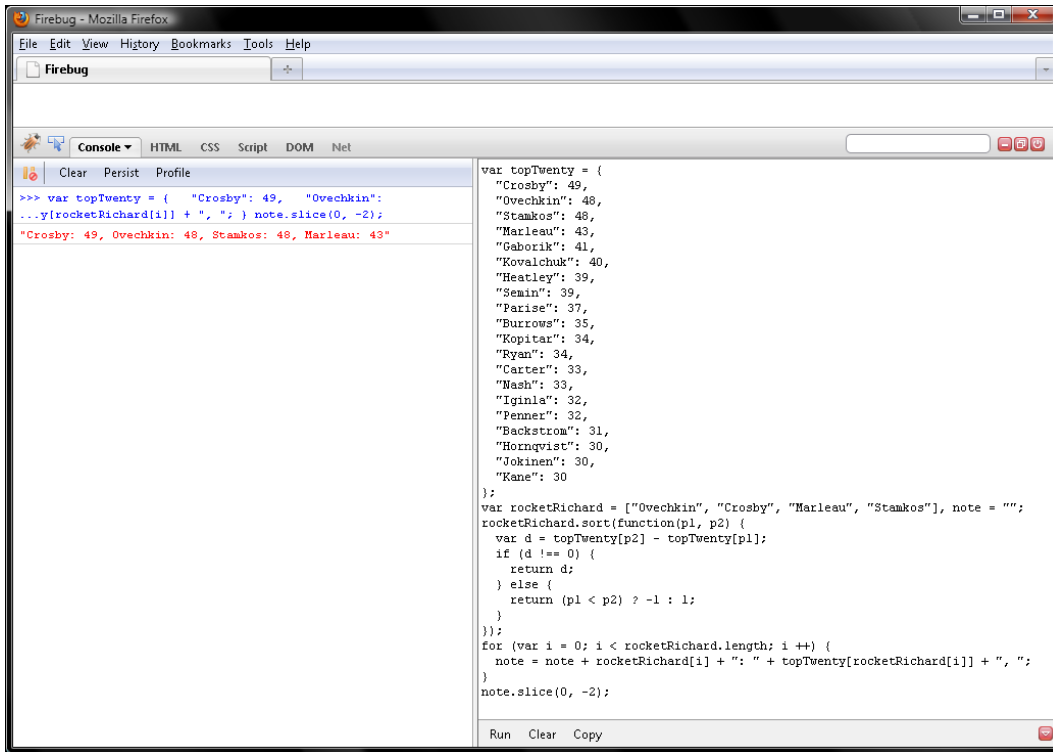 Firebug - Mozilla Firefox
File Edit View History Bookmarks Tools Help
Firebug
Console HTML CSS Script DOM Net
Clear Persist Profile
>>> var topTwenty = {   "Crosby": 49,   "Ovechkin":
...y[rocketRichard[i]] + ", "; } note.slice(0, -2);
"Crosby: 49, Ovechkin: 48, Stamkos: 48, Marleau: 43"
var topTwenty = {
  "Crosby": 49,
  "Ovechkin": 48,
  "Stamkos": 48,
  "Marleau": 43,
  "Gaborik": 41,
  "Kovalchuk": 40,
  "Heatley": 39,
  "Semin": 39,
  "Parise": 37,
  "Burrows": 35,
  "Kopitar": 34,
  "Ryan": 34,
  "Carter": 33,
  "Nash": 33,
  "Iginla": 32,
  "Penner": 32,
  "Backstrom": 31,
  "Hornqvist": 30,
  "Jokinen": 30,
  "Kane": 30
};
var rocketRichard = ["Ovechkin", "Crosby", "Marleau", "Stamkos"], note = "";
rocketRichard.sort(function(p1, p2) {
  var d = topTwenty[p2] - topTwenty[p1];
  if (d !== 0) {
    return d;
  } else {
    return (p1 < p2) ? -1 : 1;
  }
});
for (var i = 0; i < rocketRichard.length; i ++) {
  note = note + rocketRichard[i] + ": " + topTwenty[rocketRichard[i]] + ", ";
}
note.slice(0, -2);
Run Clear Copy